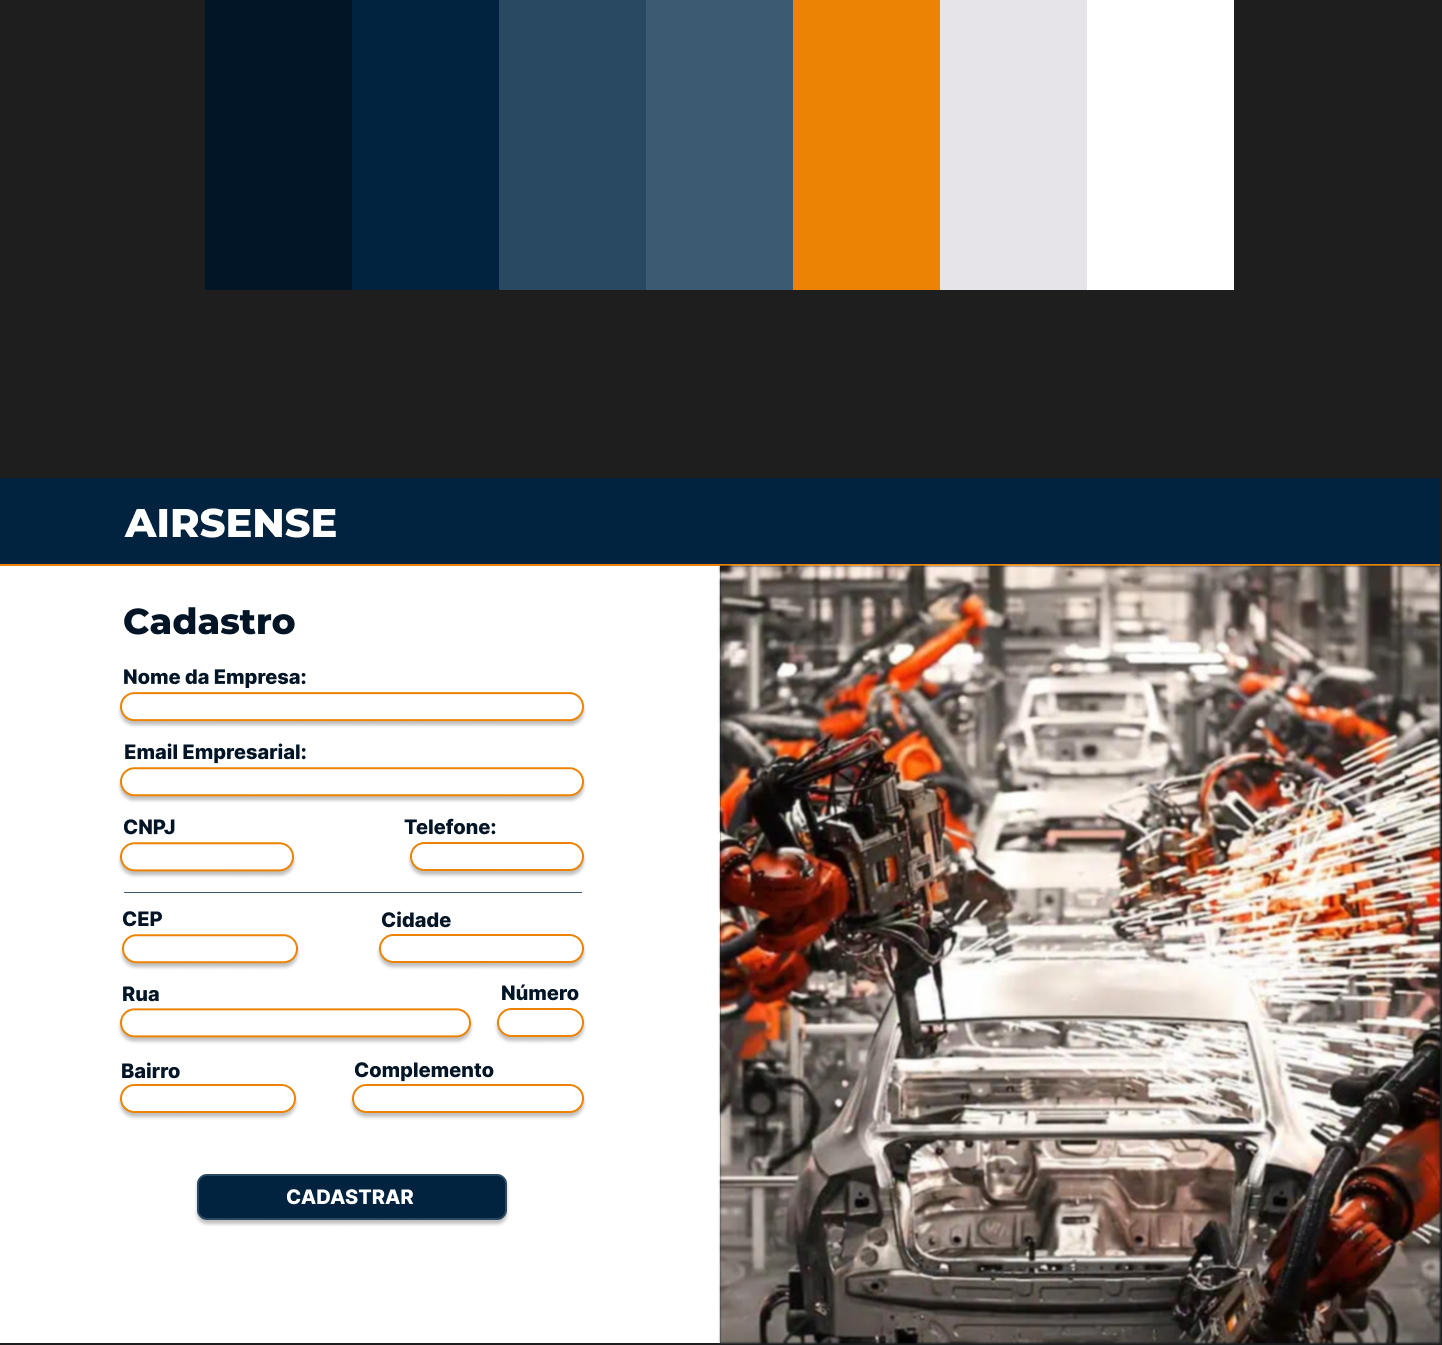 AIRSENSE
Cadastro
Nome da Empresa:
Email Empresarial:
CNPJ
Telefone:
CEP
Cidade
Rua
Número
Bairro
Complemento
CADASTRAR